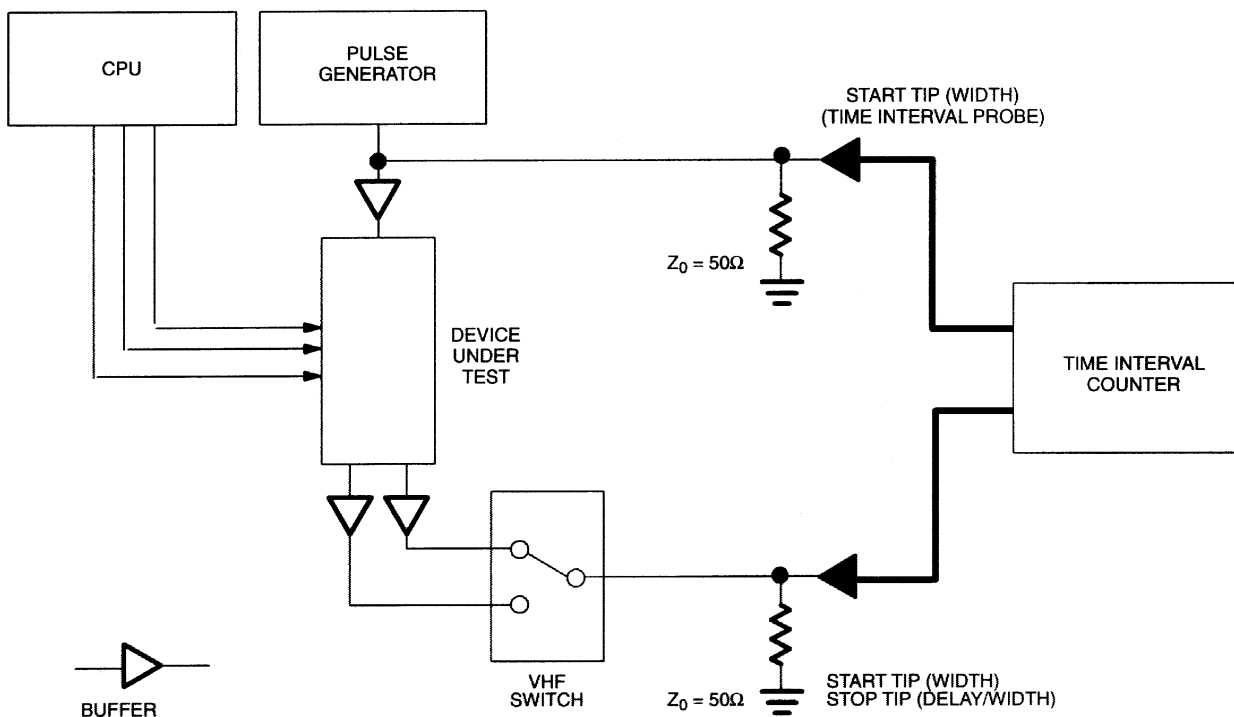 CPU
PULSE
GENERATOR
START TIP (WIDTH)
(TIME INTERVAL PROBE)
Z0 = 50Ω
DEVICE
UNDER
TEST
TIME INTERVAL
COUNTER
VHF
SWITCH
Z0 = 50Ω
START TIP (WIDTH)
STOP TIP (DELAY/WIDTH)
BUFFER